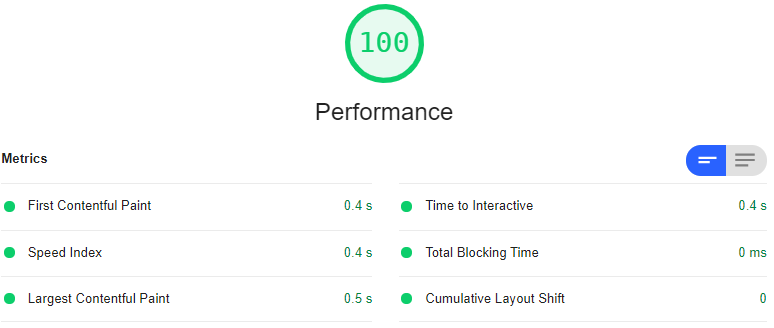 100
Performance
Metrics
First Contentful Paint 0.4 s
Time to Interactive 0.4 s
Speed Index 0.4 s
Total Blocking Time 0 ms
Largest Contentful Paint 0.5 s
Cumulative Layout Shift 0